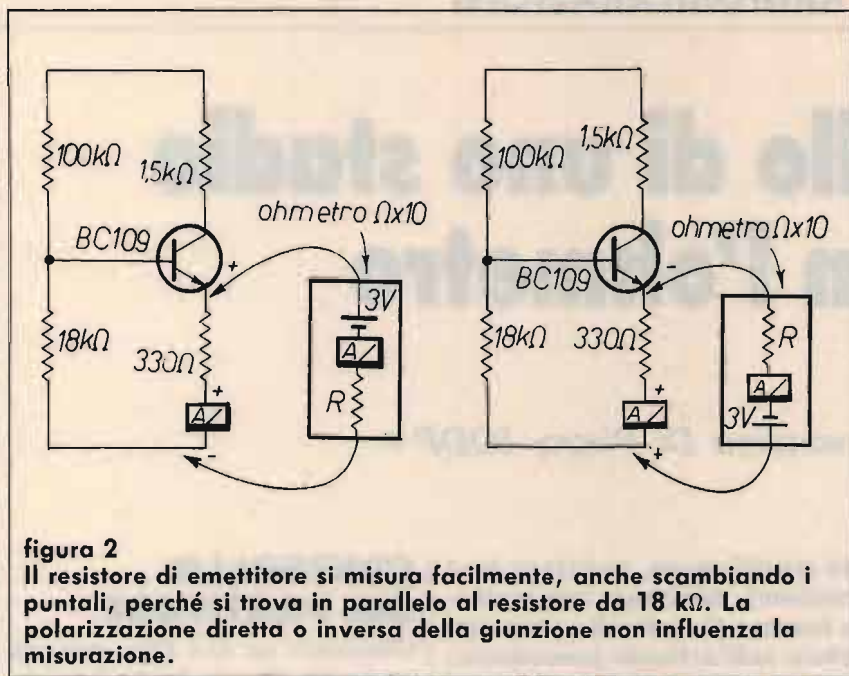 100kΩ
1,5kΩ
BC109
18kΩ
330Ω
+
A
+
-
ohmetro Ωx10
3V
A
R
100kΩ
1,5kΩ
BC109
18kΩ
330Ω
-
A
+
+
ohmetro Ωx10
R
A
3V
figura 2
Il resistore di emettitore si misura facilmente, anche scambiando i
puntali, perché si trova in parallelo al resistore da 18 kΩ. La
polarizzazione diretta o inversa della giunzione non influenza la
misurazione.